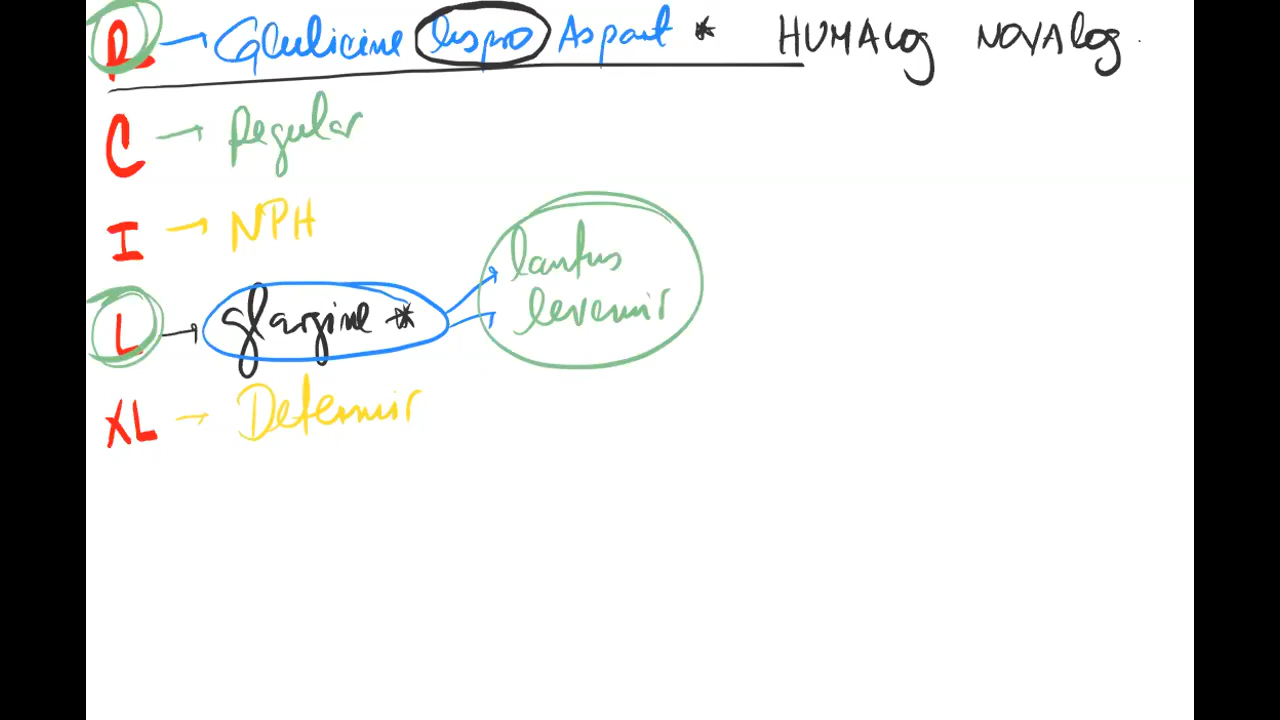 R → Glulicine lispro Aspart * HUMALOG NOVALOG
C → Regular
I → NPH
L → glargine * lantus
levemir
XL → Detemir